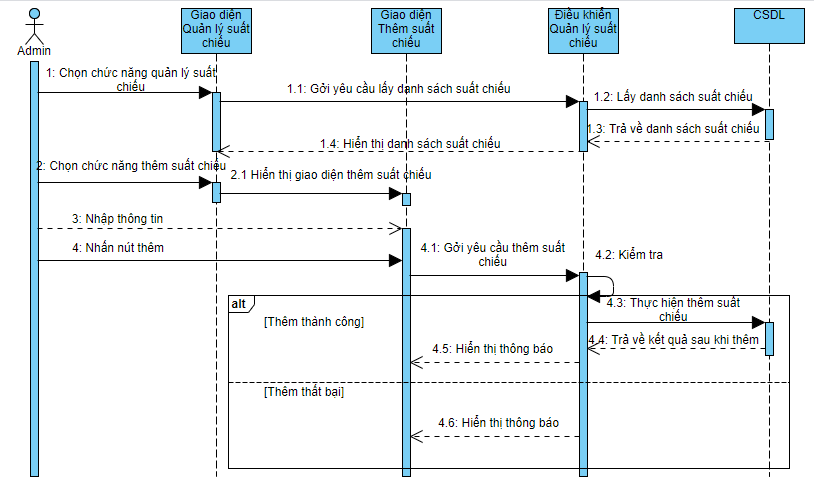 Giao diện
Quản lý suất
chiếu
Giao diện
Thêm suất
chiếu
Điều khiển
Quản lý suất
chiếu
CSDL
Admin
1: Chọn chức năng quản lý suất
chiếu
1.1: Gởi yêu cầu lấy danh sách suất chiếu
1.2: Lấy danh sách suất chiếu
1.3: Trả về danh sách suất chiếu
1.4: Hiển thị danh sách suất chiếu
2: Chọn chức năng thêm suất chiếu
2.1 Hiển thị giao diện thêm suất chiếu
3: Nhập thông tin
4: Nhấn nút thêm
4.1: Gởi yêu cầu thêm suất
chiếu
4.2: Kiểm tra
alt
4.3: Thực hiện thêm suất
chiếu
[Thêm thành công]
4.4: Trả về kết quả sau khi thêm
4.5: Hiển thị thông báo
[Thêm thất bại]
4.6: Hiển thị thông báo